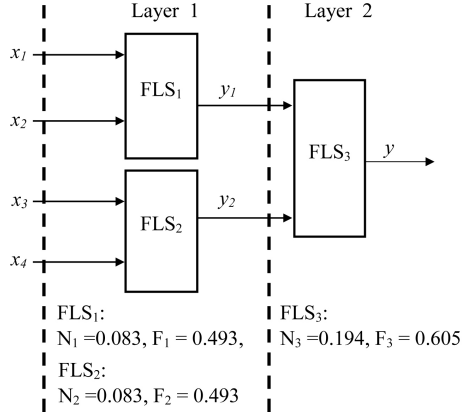 Layer 1
Layer 2
x1
x2
x3
x4
FLS1
y1
FLS2
y2
FLS3
y
FLS1:
N1 =0.083, F1 = 0.493,
FLS2:
N2 =0.083, F2 = 0.493
FLS3:
N3 =0.194, F3 = 0.605